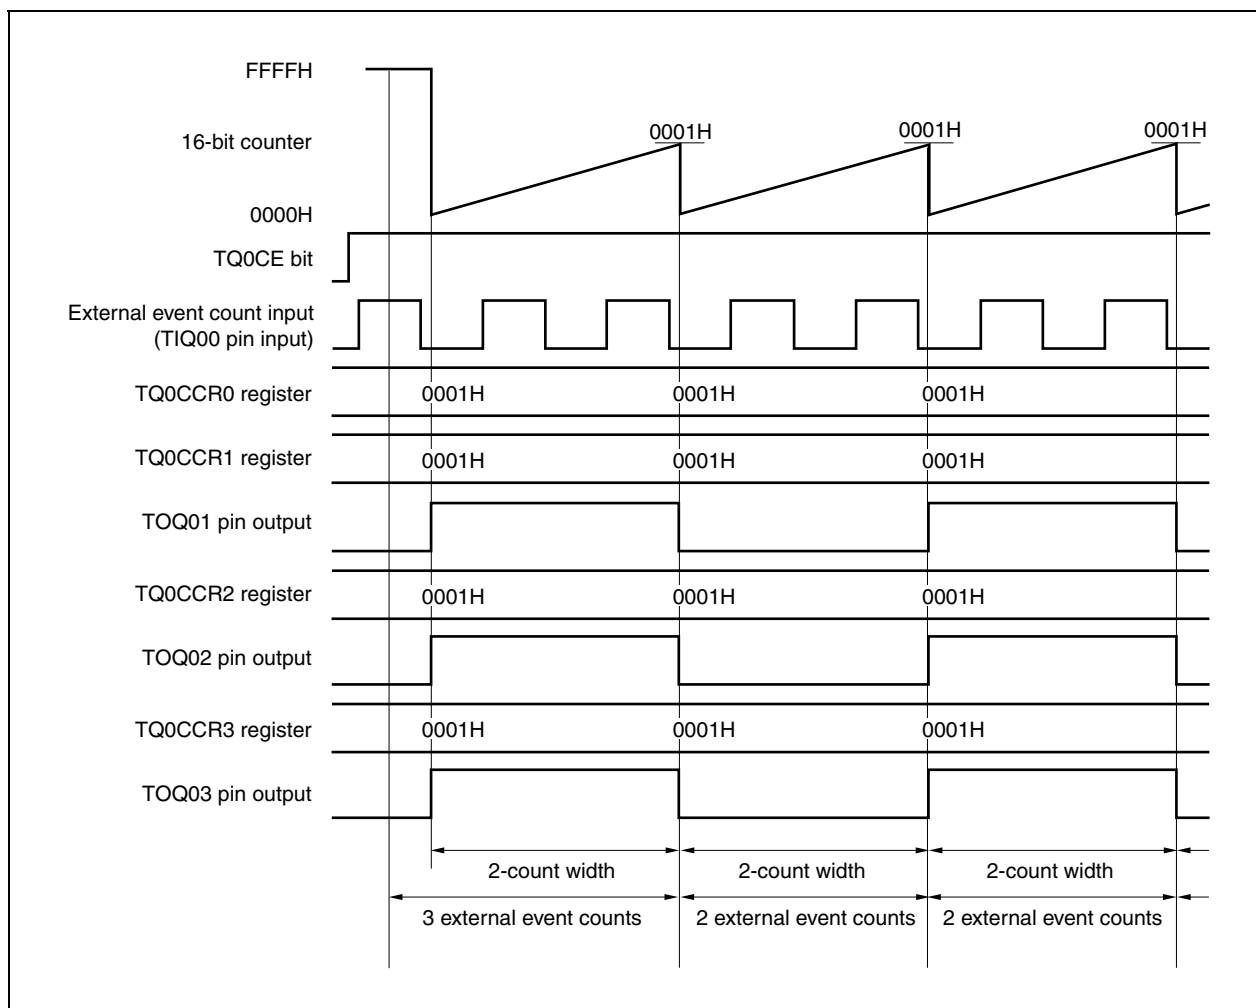 FFFFH
16-bit counter
0001H 0001H 0001H
0000H
TQ0CE bit
External event count input
(TIQ00 pin input)
TQ0CCR0 register 0001H 0001H 0001H
TQ0CCR1 register 0001H 0001H 0001H
TOQ01 pin output
TQ0CCR2 register 0001H 0001H 0001H
TOQ02 pin output
TQ0CCR3 register 0001H 0001H 0001H
TOQ03 pin output
2-count width 2-count width 2-count width
3 external event counts 2 external event counts 2 external event counts